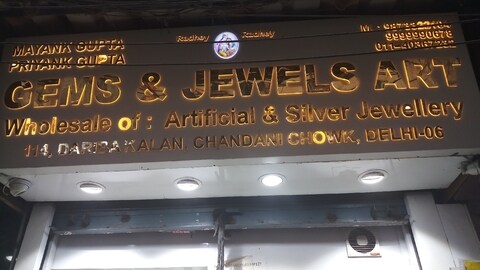 Radhey Radhey
MAYANK GUPTA
PRIYANK GUPTA
9999990676
GEMS & JEWELS ART
Wholesale of : Artificial & Silver Jewellery
114, DARIBA KALAN, CHANDANI CHOWK, DELHI-06